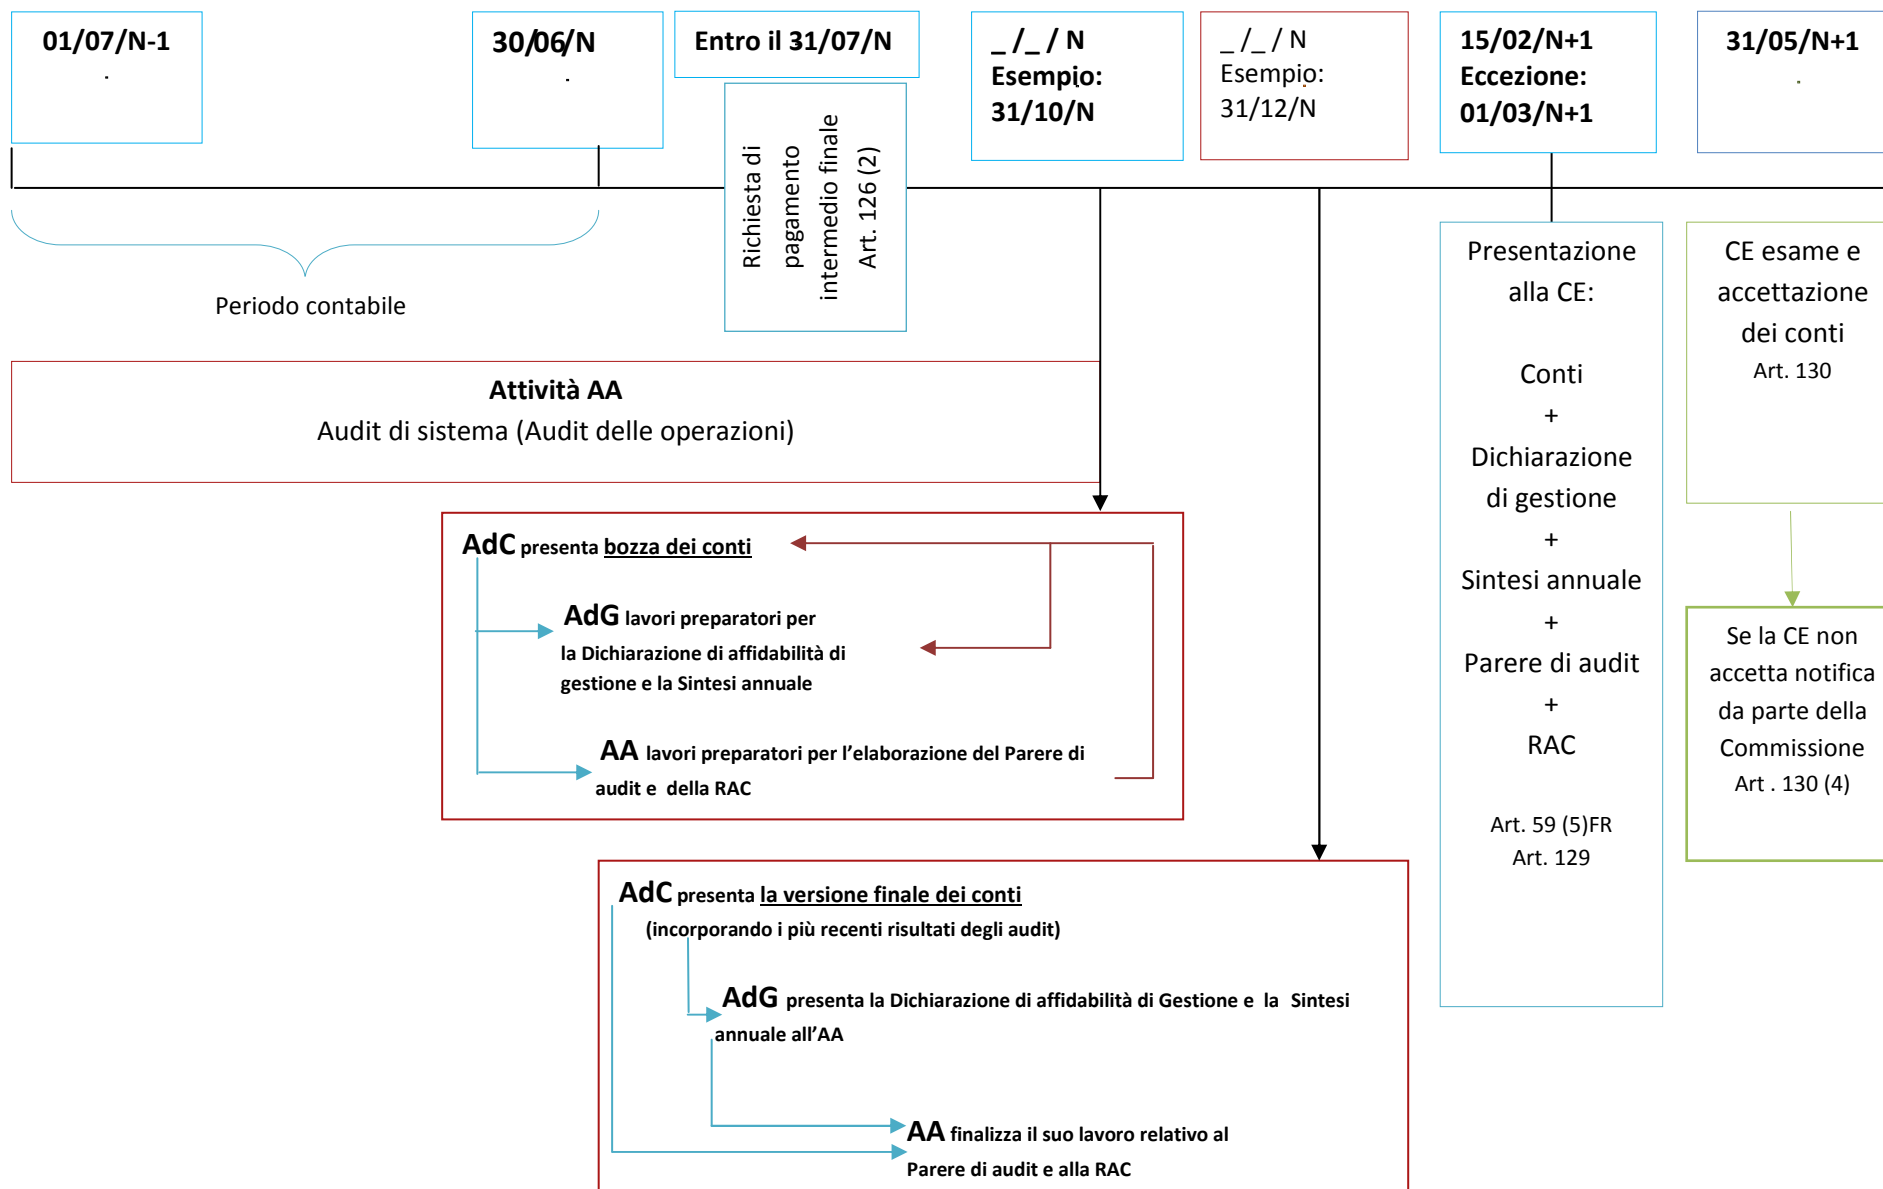 01/07/N-1
.
30/06/N
.
Entro il 31/07/N
_ /_ / N
Esempio:
31/10/N
_ /_ / N
Esempio:
31/12/N
15/02/N+1
Eccezione:
01/03/N+1
31/05/N+1
.
Richiesta di
pagamento
intermedio finale
Art. 126 (2)
Periodo contabile
Attività AA
Audit di sistema (Audit delle operazioni)
AdC presenta bozza dei conti
AdG lavori preparatori per
la Dichiarazione di affidabilità di
gestione e la Sintesi annuale
AA lavori preparatori per l’elaborazione del Parere di
audit e della RAC
AdC presenta la versione finale dei conti
(incorporando i più recenti risultati degli audit)
AdG presenta la Dichiarazione di affidabilità di Gestione e la Sintesi
annuale all’AA
AA finalizza il suo lavoro relativo al
Parere di audit e alla RAC
Presentazione
alla CE:
Conti
+
Dichiarazione
di gestione
+
Sintesi annuale
+
Parere di audit
+
RAC
Art. 59 (5)FR
Art. 129
CE esame e
accettazione
dei conti
Art. 130
Se la CE non
accetta notifica
da parte della
Commissione
Art . 130 (4)